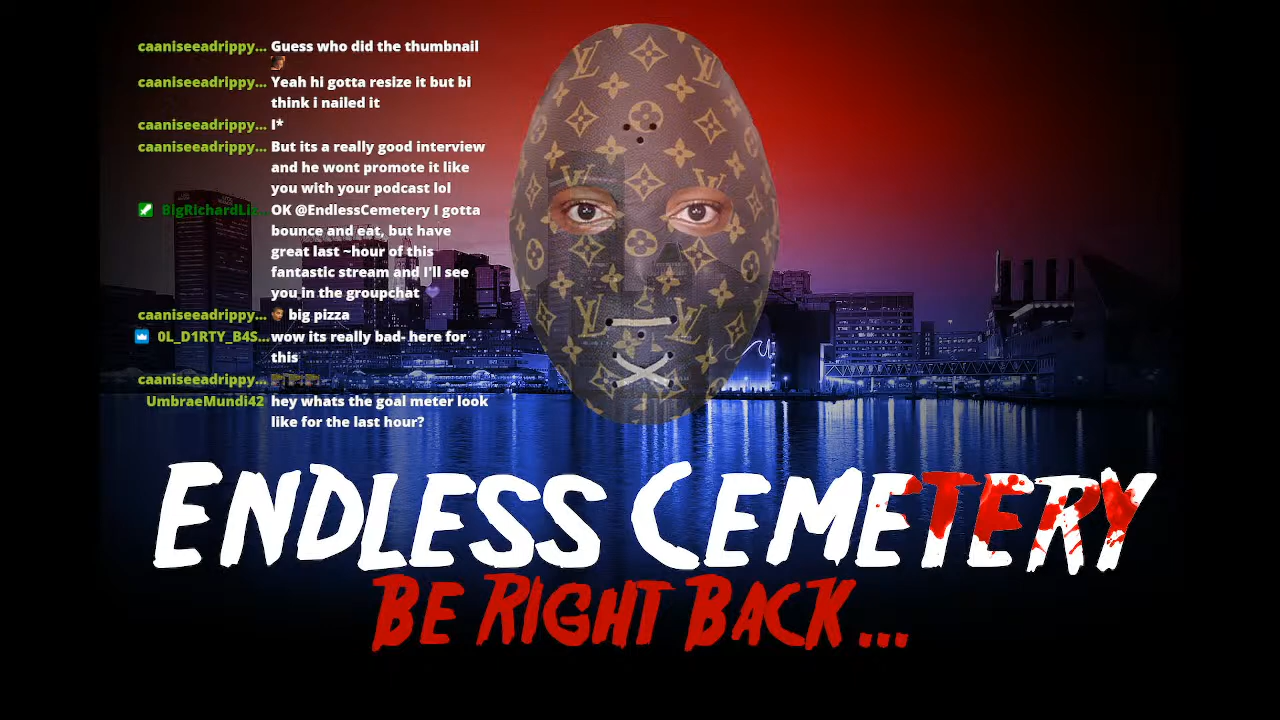 caaniseeadrippy... Guess who did the thumbnail
caaniseeadrippy... Yeah hi gotta resize it but bi
think i nailed it
caaniseeadrippy... I*
caaniseeadrippy... But its a really good interview
and he wont promote it like
you with your podcast lol
BigRichardLiz... OK @EndlessCemetery I gotta
bounce and eat, but have
great last ~hour of this
fantastic stream and I'll see
you in the groupchat
caaniseeadrippy... big pizza
0L_D1RTY_B4S... wow its really bad- here for
this
caaniseeadrippy...
UmbraeMundi42 hey whats the goal meter look
like for the last hour?
ENDLESS CEMETERY
BE RIGHT BACK...